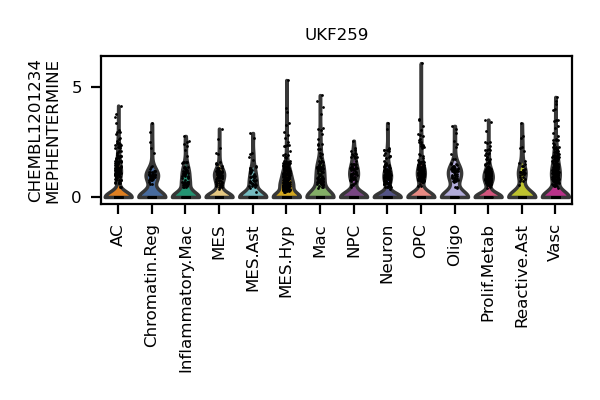 UKF259
CHEMBL1201234
MEPHENTERMINE
5
0
AC
Chromatin.Reg
Inflammatory.Mac
MES
MES.Ast
MES.Hyp
Mac
NPC
Neuron
OPC
Oligo
Prolif.Metab
Reactive.Ast
Vasc